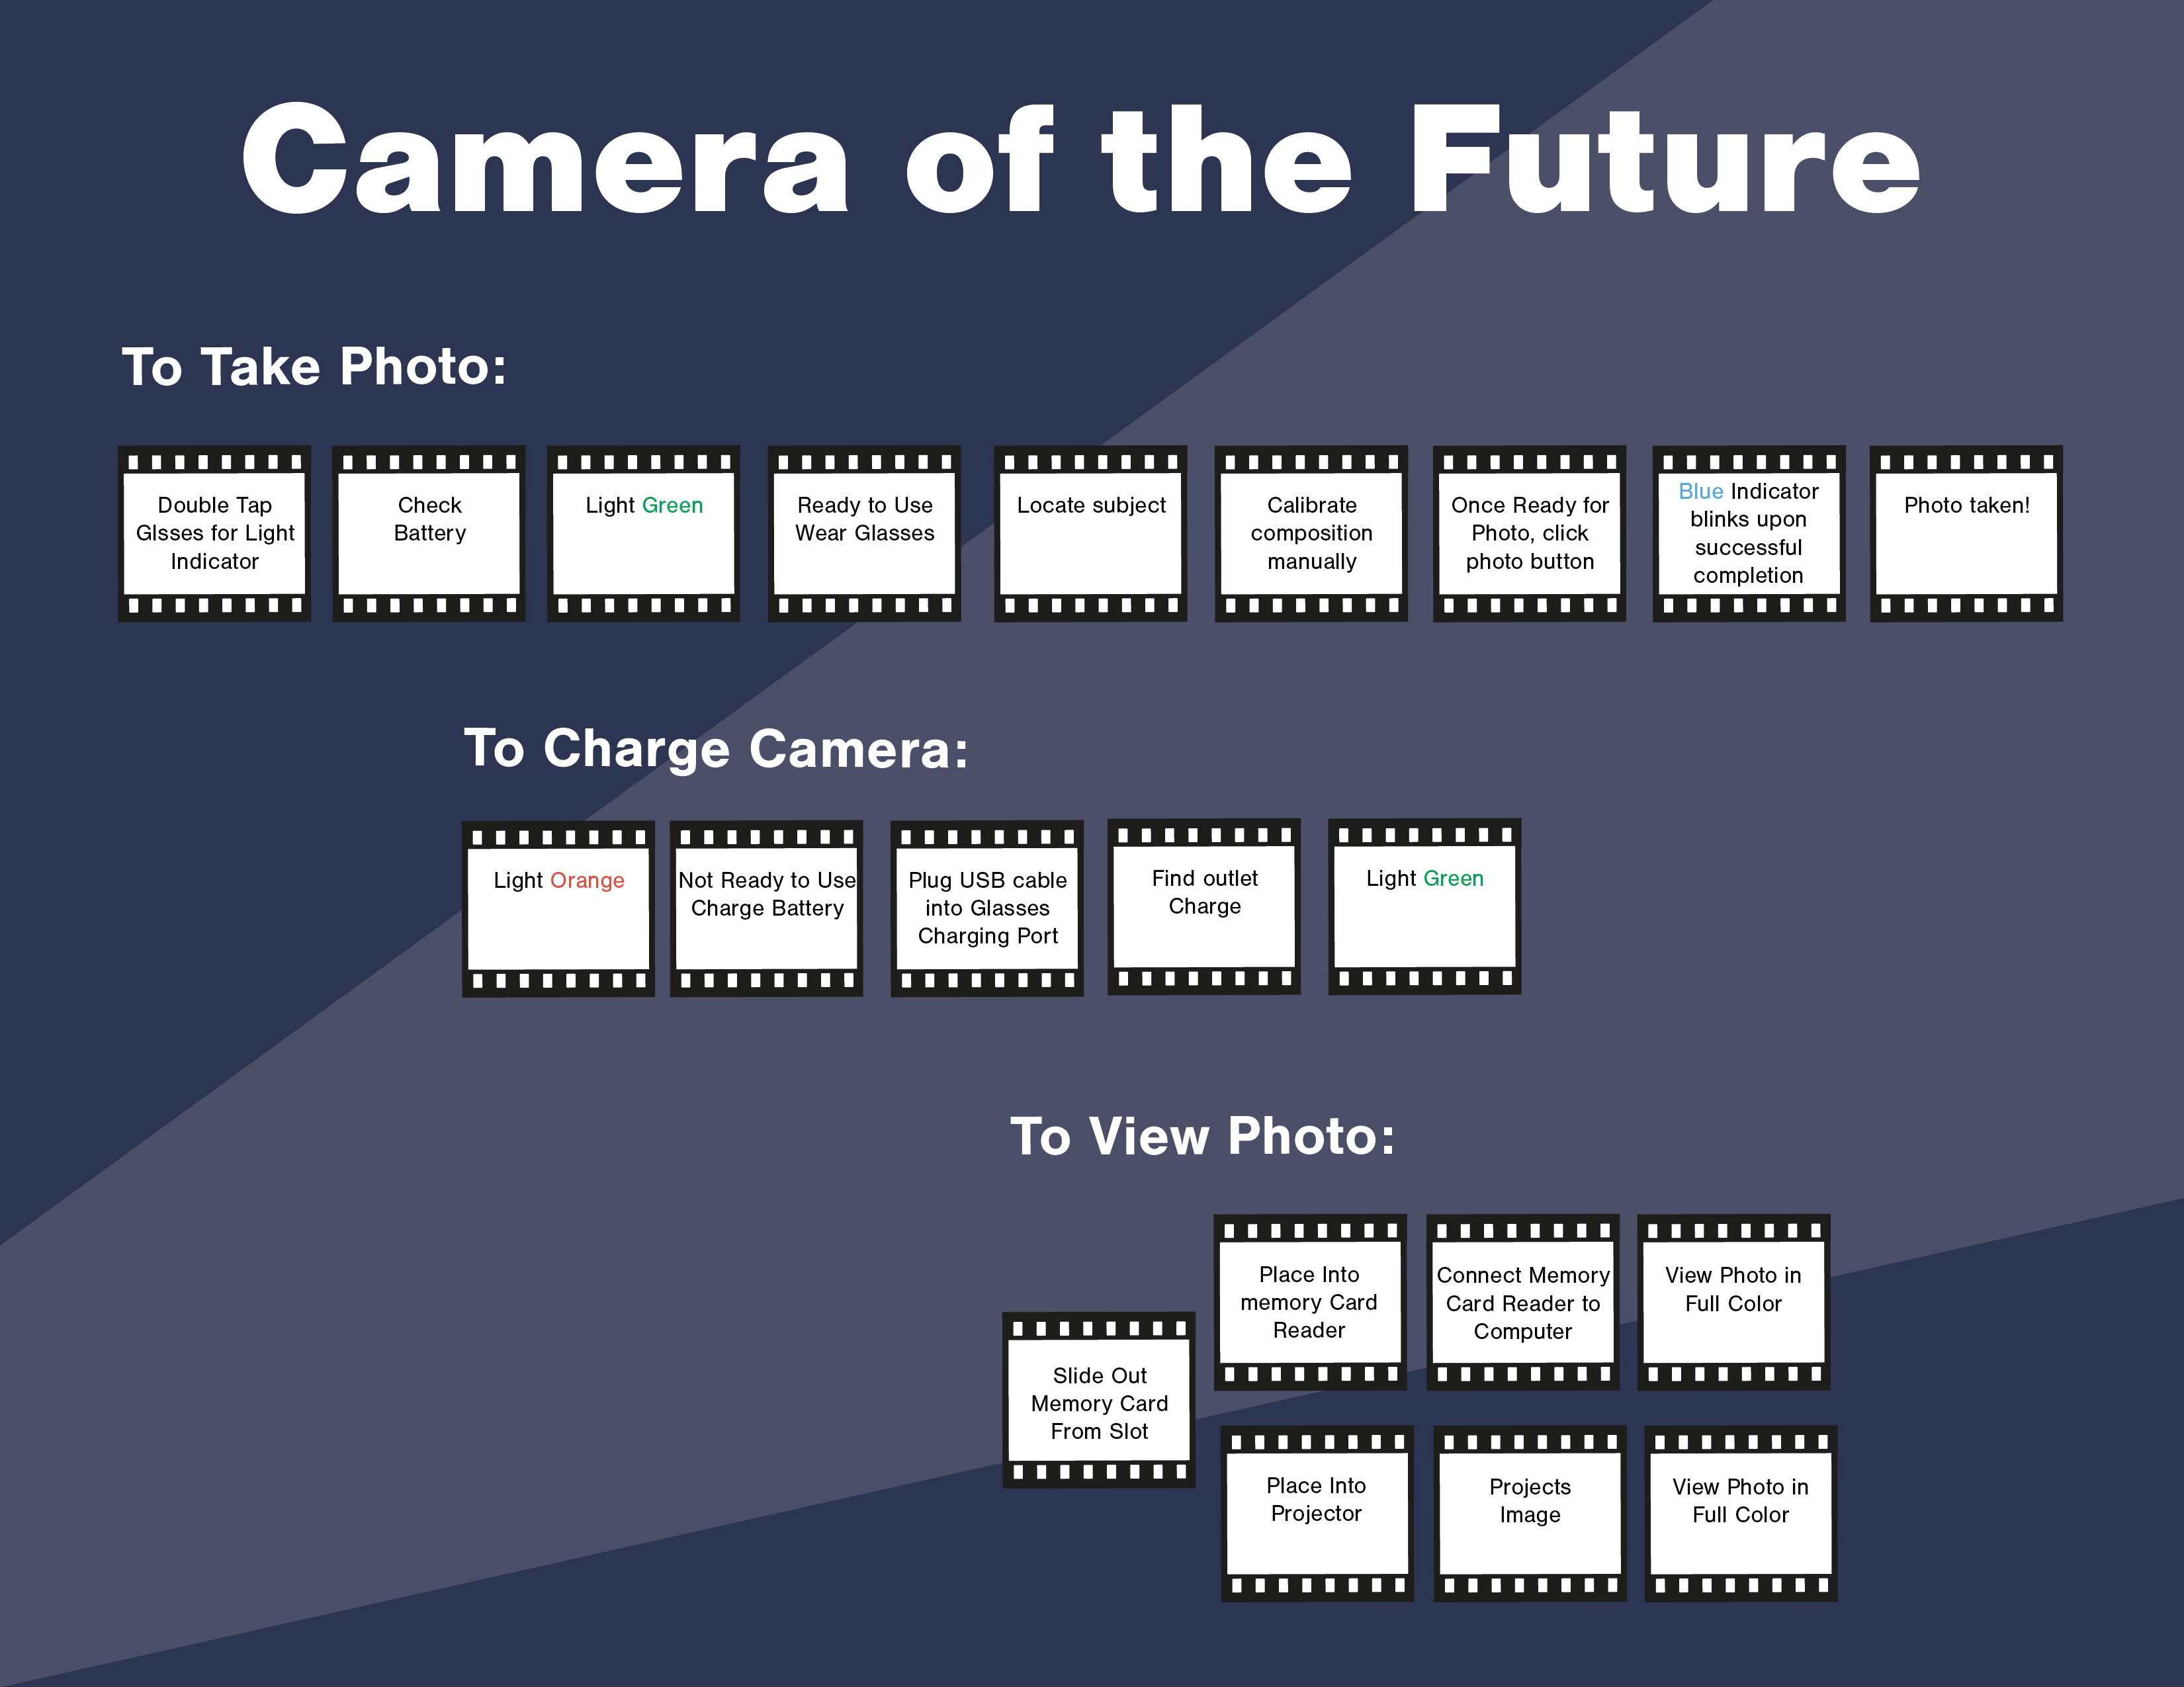 Camera of the Future
To Take Photo:
Double Tap
Glsses for Light
Indicator
Check
Battery
Light Green
Ready to Use
Wear Glasses
Locate subject
Calibrate
composition
manually
Once Ready for
Photo, click
photo button
Blue Indicator
blinks upon
successful
completion
Photo taken!
To Charge Camera:
Light Orange
Not Ready to Use
Charge Battery
Plug USB cable
into Glasses
Charging Port
Find outlet
Charge
Light Green
To View Photo:
Slide Out
Memory Card
From Slot
Place Into
memory Card
Reader
Connect Memory
Card Reader to
Computer
View Photo in
Full Color
Place Into
Projector
Projects
Image
View Photo in
Full Color